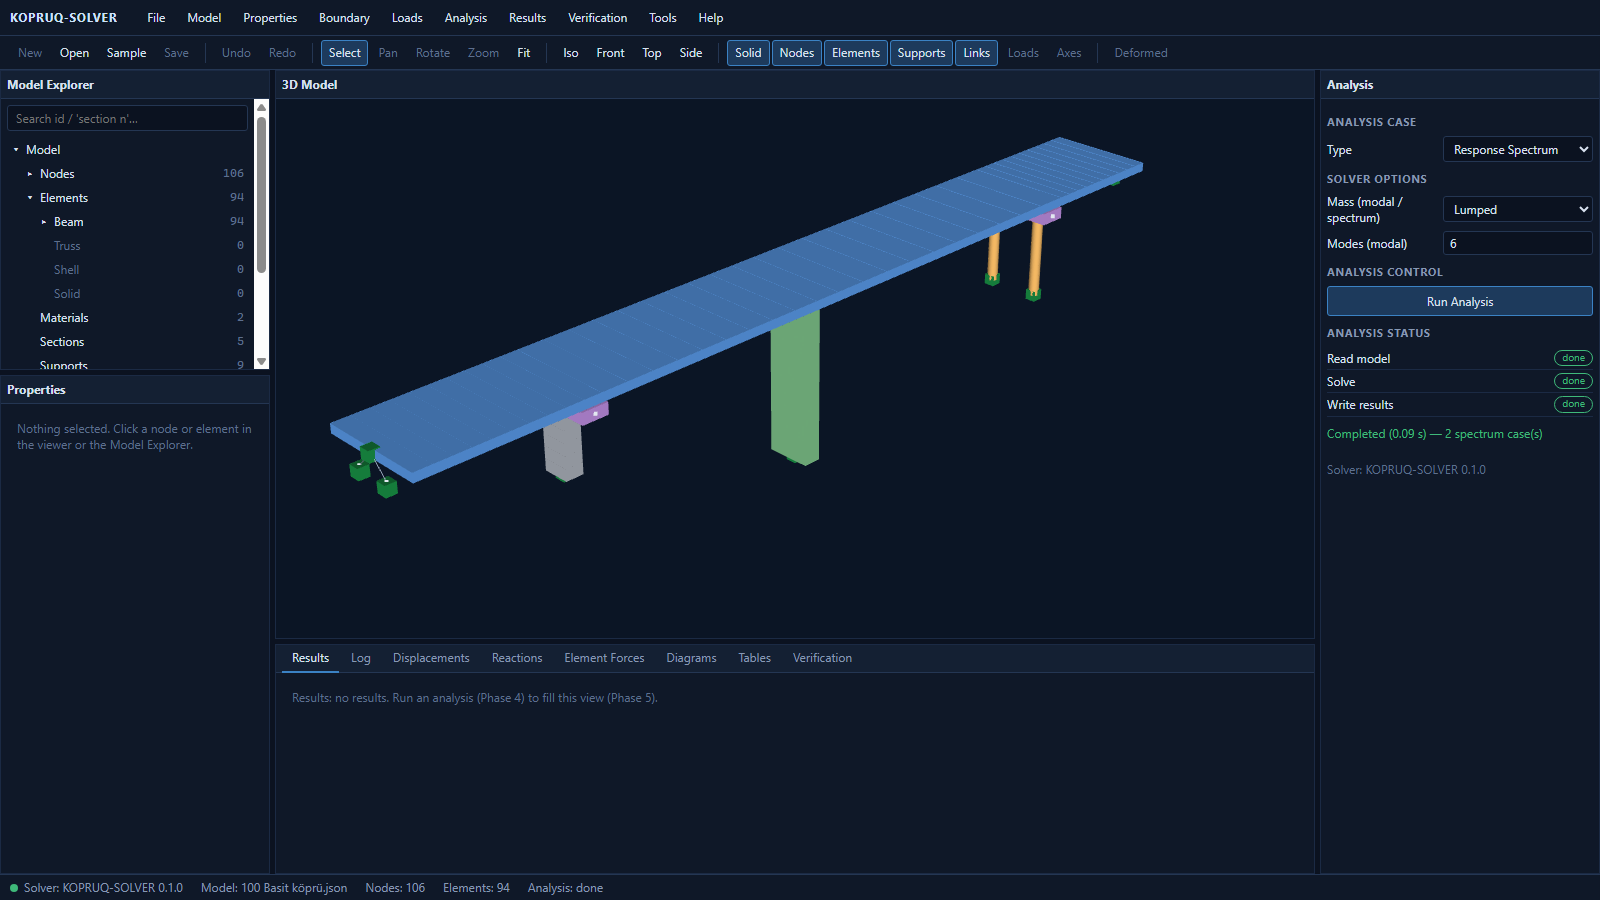 KOPRUQ-SOLVER File Model Properties Boundary Loads Analysis Results Verification Tools Help
New Open Sample Save Undo Redo Select Pan Rotate Zoom Fit Iso Front Top Side Solid Nodes Elements Supports Links Loads Axes Deformed
Model Explorer
Search id / 'section n'...
Model
Nodes 106
Elements 94
Beam 94
Truss 0
Shell 0
Solid 0
Materials 2
Sections 5
Supports 9
Properties
Nothing selected. Click a node or element in
the viewer or the Model Explorer.
3D Model
Results Log Displacements Reactions Element Forces Diagrams Tables Verification
Results: no results. Run an analysis (Phase 4) to fill this view (Phase 5).
Analysis
ANALYSIS CASE
Type Response Spectrum
SOLVER OPTIONS
Mass (modal /
spectrum) Lumped
Modes (modal) 6
ANALYSIS CONTROL
Run Analysis
ANALYSIS STATUS
Read model done
Solve done
Write results done
Completed (0.09 s) — 2 spectrum case(s)
Solver: KOPRUQ-SOLVER 0.1.0
Solver: KOPRUQ-SOLVER 0.1.0 Model: 100 Basit köprü.json Nodes: 106 Elements: 94 Analysis: done